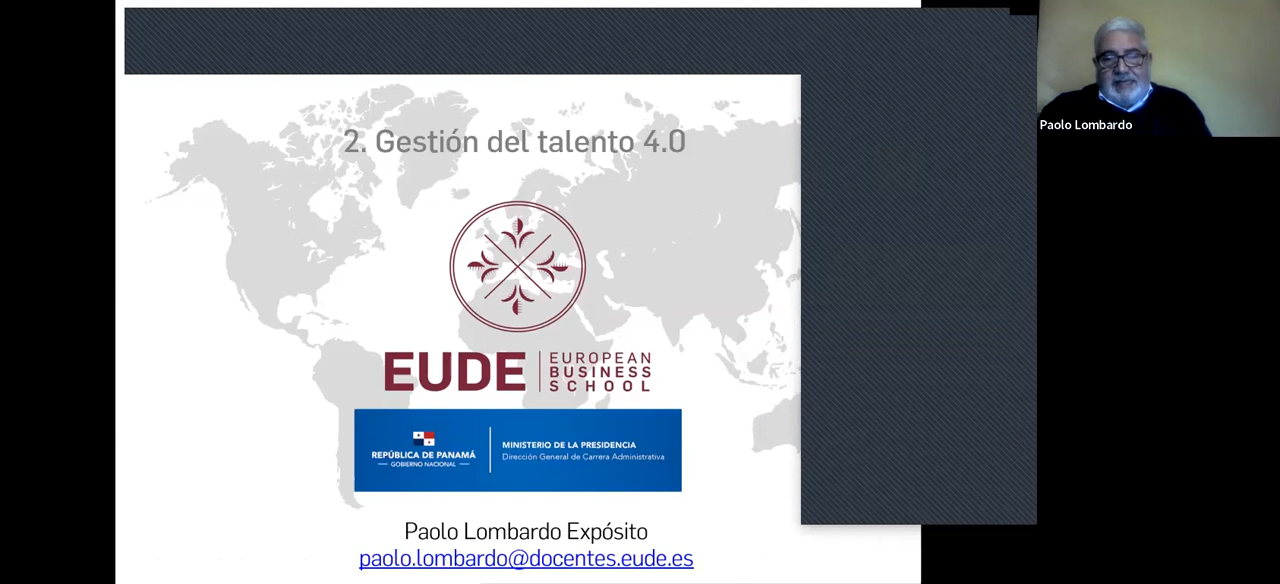 2. Gestión del talento 4.0
EUDE
EUROPEAN
BUSINESS
SCHOOL
REPÚBLICA DE PANAMÁ
GOBIERNO NACIONAL
MINISTERIO DE LA PRESIDENCIA
Dirección General de Carrera Administrativa
Paolo Lombardo Expósito
paolo.lombardo@docentes.eude.es
Paolo Lombardo